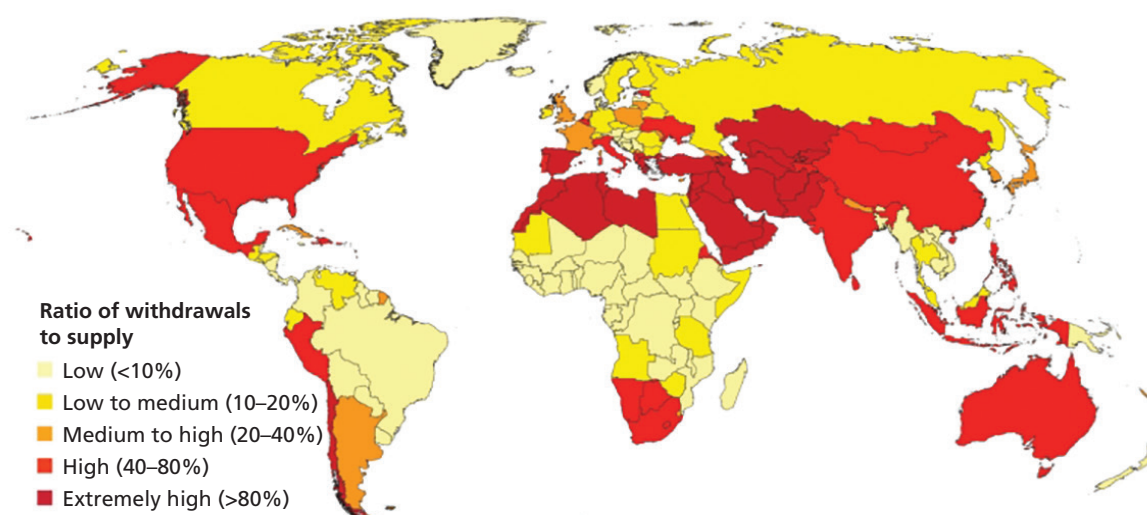 Ratio of withdrawals
to supply
Low (<10%)
Low to medium (10–20%)
Medium to high (20–40%)
High (40–80%)
Extremely high (>80%)